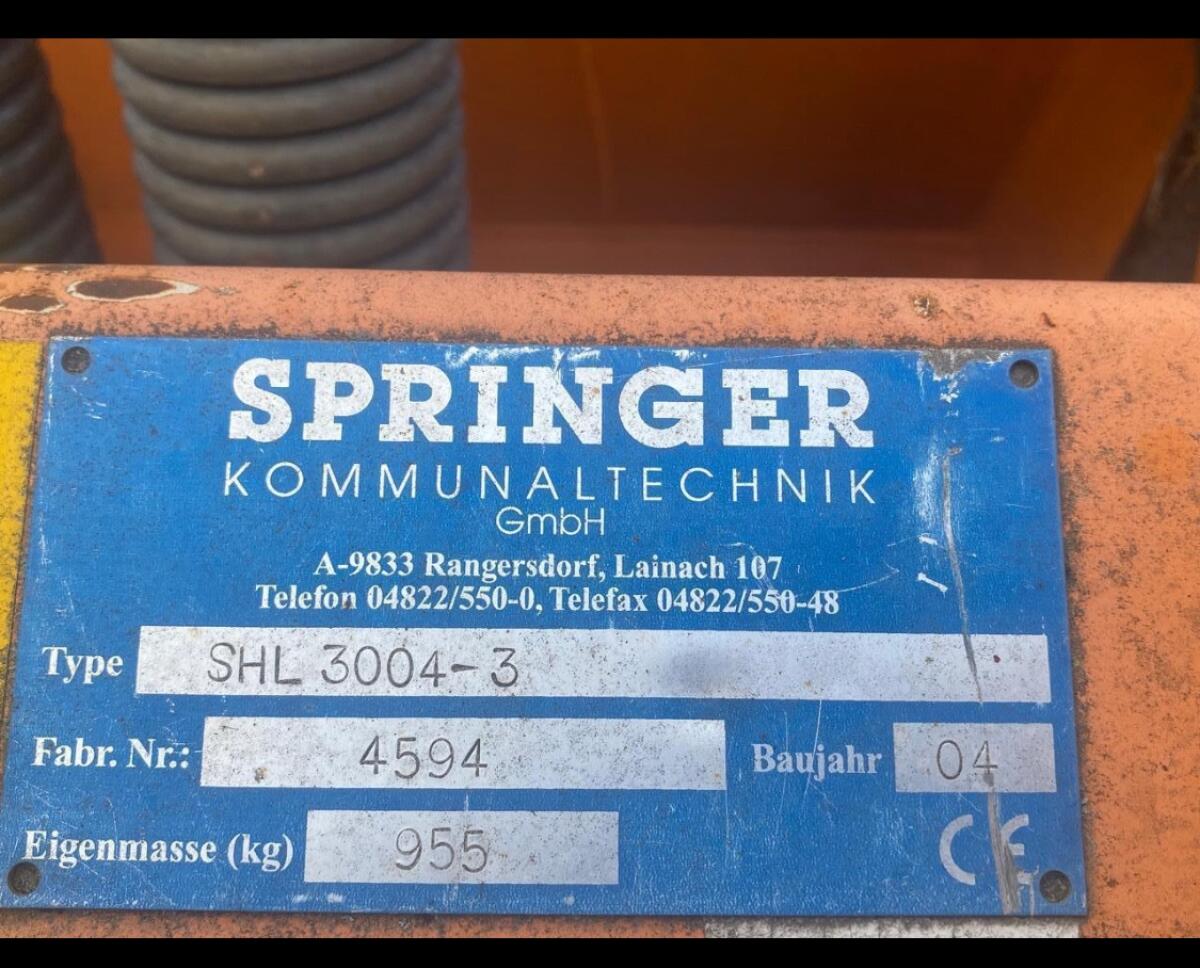 SPRINGER
KOMMUNALTECHNIK
GmbH
A-9833 Rangersdorf, Lainach 107
Telefon 04822/550-0, Telefax 04822/550-48
Type SHL 3004-3
Fabr. Nr.: 4594 Baujahr 04
Eigenmasse (kg) 955 CE